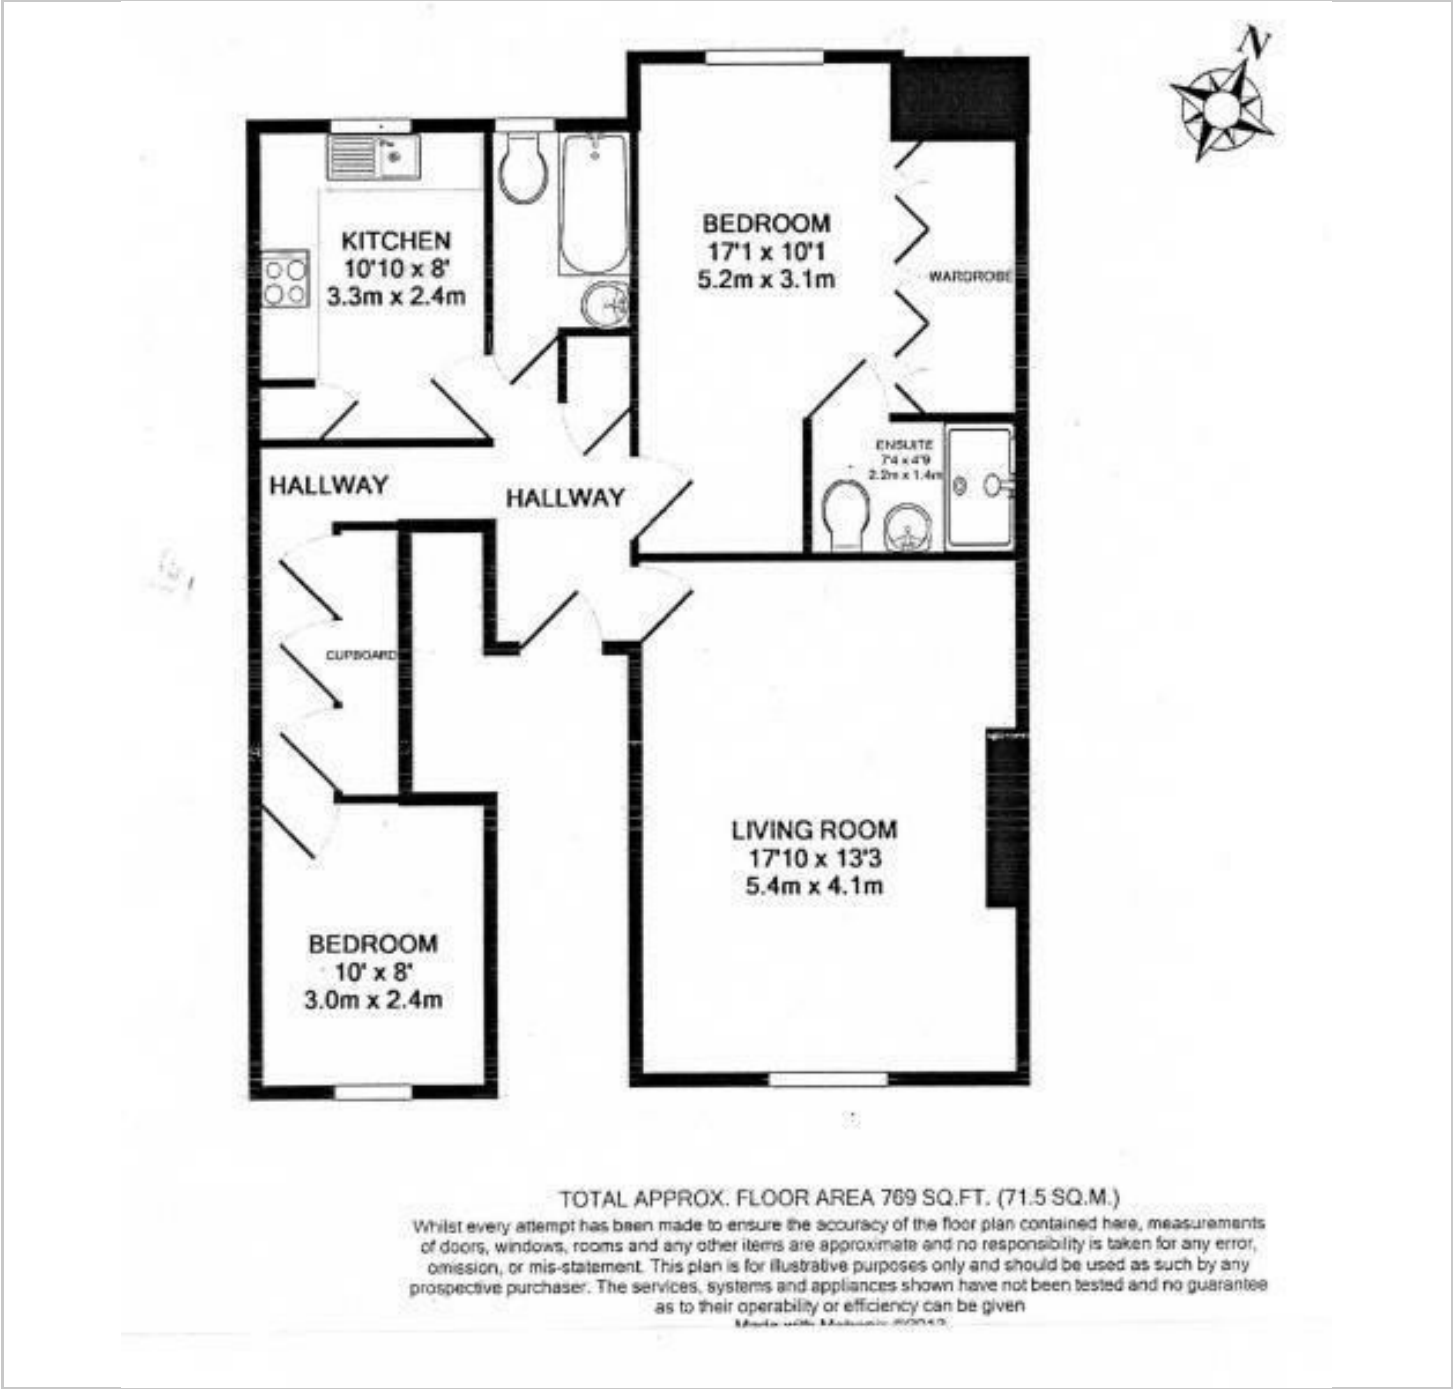 N
KITCHEN
10'10 x 8'
3.3m x 2.4m
BEDROOM
17'1 x 10'1
5.2m x 3.1m
WARDROBE
ENSUITE
7'4 x 4'9
2.2m x 1.4m
HALLWAY
HALLWAY
CUPBOARD
LIVING ROOM
17'10 x 13'3
5.4m x 4.1m
BEDROOM
10' x 8'
3.0m x 2.4m
TOTAL APPROX. FLOOR AREA 769 SQ.FT. (71.5 SQ.M.)
Whilst every attempt has been made to ensure the accuracy of the floor plan contained here, measurements
of doors, windows, rooms and any other items are approximate and no responsibility is taken for any error,
omission, or mis-statement. This plan is for illustrative purposes only and should be used as such by any
prospective purchaser. The services, systems and appliances shown have not been tested and no guarantee
as to their operability or efficiency can be given
Made with Metropix ©2013